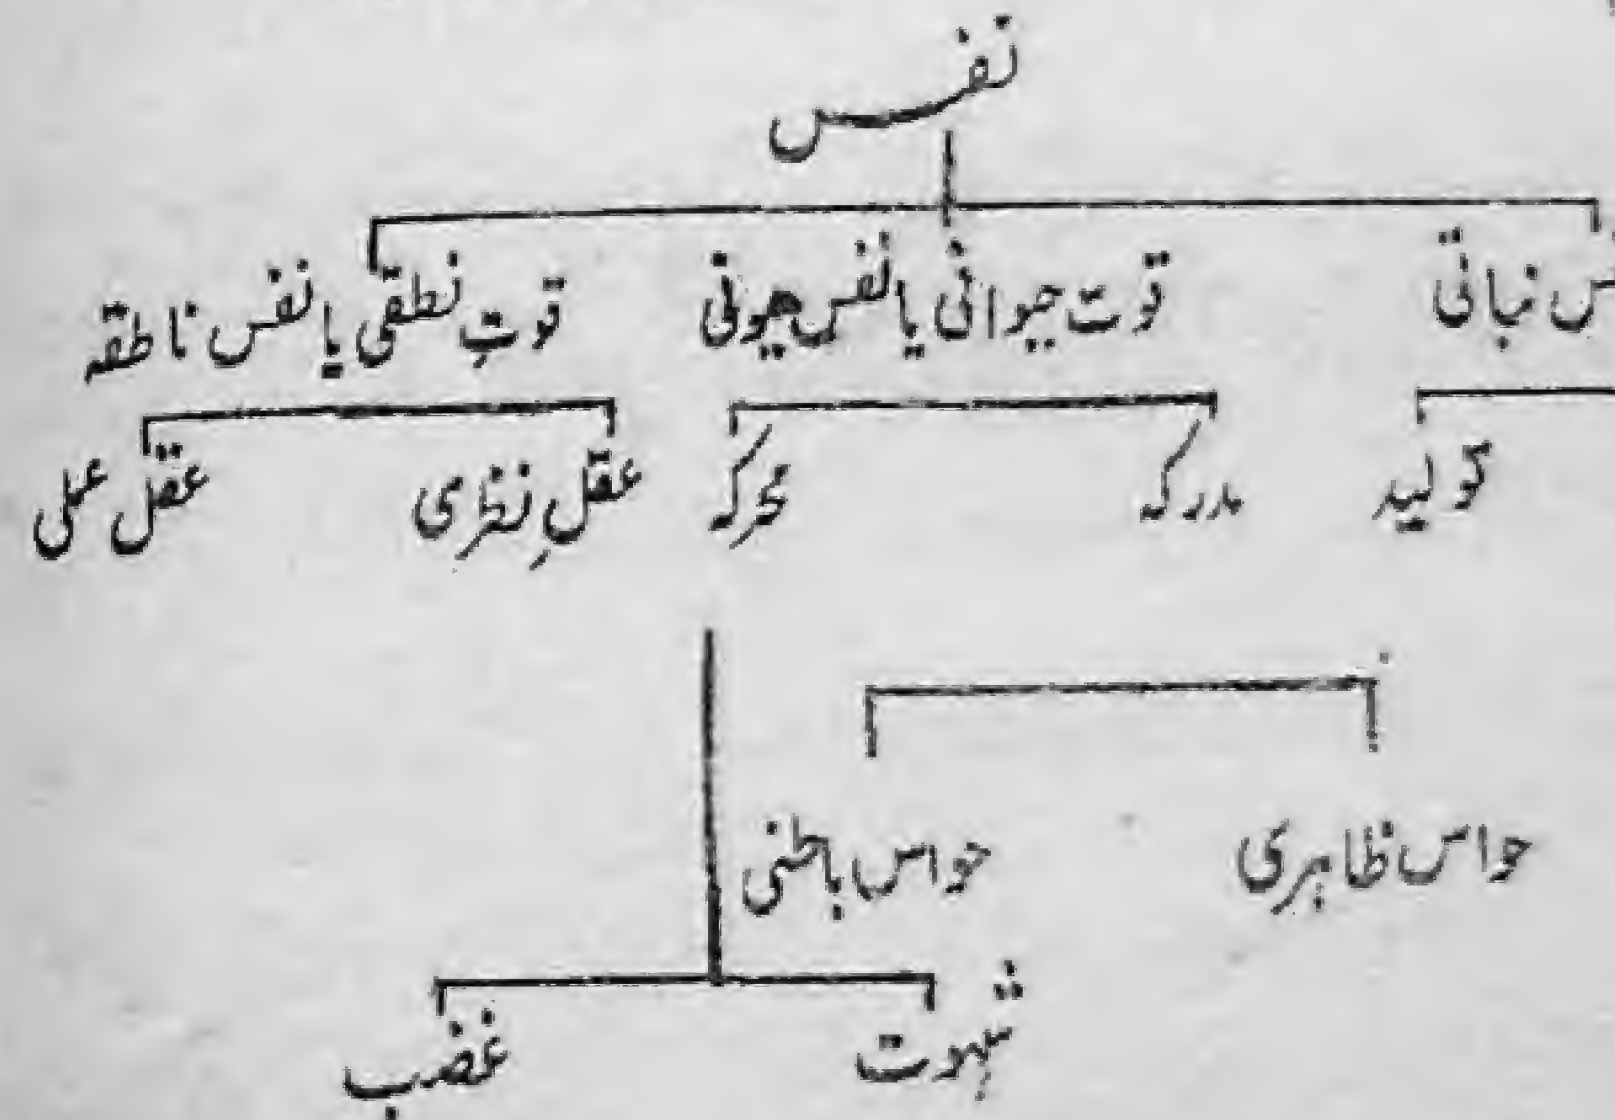 نفس
نباتی
قوت حیوانی یا نفس حیوتی
قوتِ نطقی یا نفس ناطقہ
تولید
مدرکہ
محرکہ
عقلِ نظری
عقل عملی
حواس ظاہری
حواس باطنی
شہوت
غضب